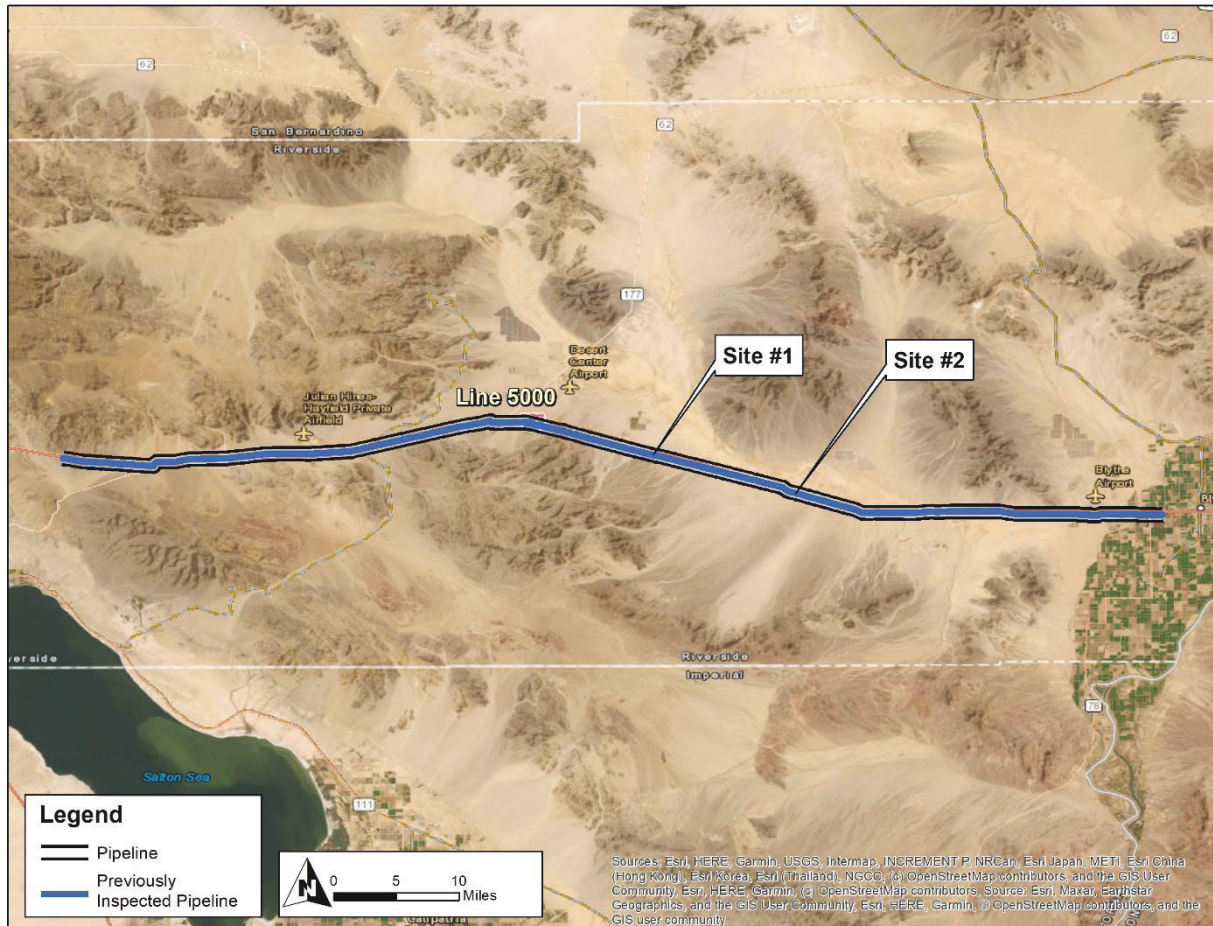 62
62
62
San Bernardino
Riverside
177
Site #1
Site #2
Desert
Center
Airport
Julian Hinds-
Hayfield Private
Airfield
Line 5000
Blythe
Airport
Riverside
Imperial
78
Salton Sea
111
Legend
Pipeline
Previously
Inspected Pipeline
N
0 5 10
Miles
Calipatria
Sources: Esri, HERE, Garmin, USGS, Intermap, INCREMENT P, NRCan, Esri Japan, METI, Esri China
(Hong Kong), Esri Korea, Esri (Thailand), NGCC, (c) OpenStreetMap contributors, and the GIS User
Community, Esri, HERE, Garmin, (c) OpenStreetMap contributors, Source: Esri, Maxar, Earthstar
Geographics, and the GIS User Community, Esri, HERE, Garmin, © OpenStreetMap contributors, and the
GIS user community